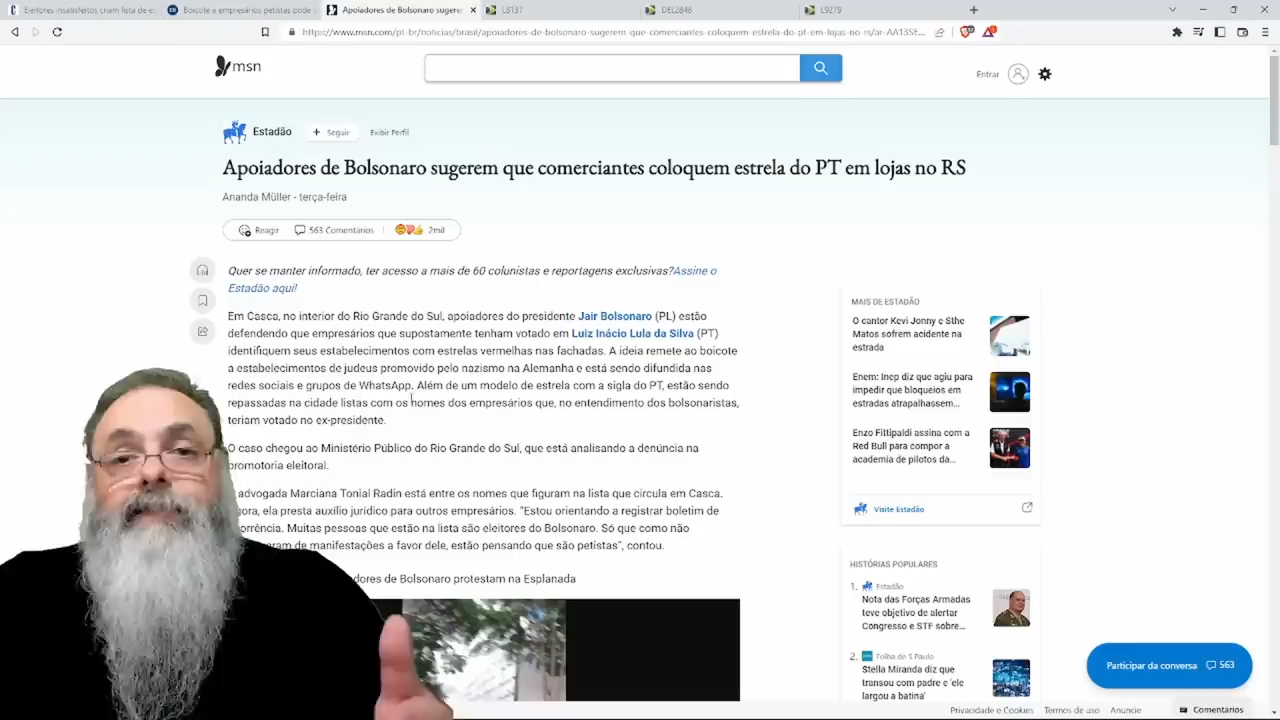 Eleitores insatisfeitos criam lista e
Boicote a empresários petistas pode
Apoiadores de Bolsonaro sugerer
L8137
DEL2848
L9279
https://www.msn.com/pt-br/noticias/brasil/apoiadores-de-bolsonaro-sugerem-que-comerciantes-coloquem-estrela-do-pt-em-lojas-no-rs/ar-AA13SE...
msn
Entrar
Estadão
Seguir
Exibir Perfil
Apoiadores de Bolsonaro sugerem que comerciantes coloquem estrela do PT em lojas no RS
Ananda Müller - terça-feira
Reagir
563 Comentários
2mil
Quer se manter informado, ter acesso a mais de 60 colunistas e reportagens exclusivas?Assine o
Estadão aqui!
Em Casca, no interior do Rio Grande do Sul, apoiadores do presidente Jair Bolsonaro (PL) estão
defendendo que empresários que supostamente tenham votado em Luiz Inácio Lula da Silva (PT)
identifiquem seus estabelecimentos com estrelas vermelhas nas fachadas. A ideia remete ao boicote
a estabelecimentos de judeus promovido pelo nazismo na Alemanha e está sendo difundida nas
redes sociais e grupos de WhatsApp. Além de um modelo de estrela com a sigla do PT, estão sendo
na cidade listas com os nomes dos empresários que, no entendimento dos bolsonaristas,
teriam votado no ex-presidente.
O caso chegou ao Ministério Público do Rio Grande do Sul, que está analisando a denúncia na
promotoria eleitoral.
advogada Marciana Tonial Radin está entre os nomes que figuram na lista que circula em Casca.
gora, ela presta auxílio jurídico para outros empresários. “Estou orientando a registrar boletim de
orrência. Muitas pessoas que estão na lista são eleitores do Bolsonaro. Só que como não
de manifestações a favor dele, estão pensando que são petistas”, contou.
dores de Bolsonaro protestam na Esplanada
MAIS DE ESTADÃO
O cantor Kevi Jonny e Sthe
Matos sofrem acidente na
estrada
Enem: Inep diz que agiu para
impedir que bloqueios em
estradas atrapalhassem...
Enzo Fittipaldi assina com a
Red Bull para compor a
academia de pilotos da...
Visite Estadão
HISTÓRIAS POPULARES
1. Estadão
Nota das Forças Armadas
teve objetivo de alertar
Congresso e STF sobre...
2. Folha de S.Paulo
Stella Miranda diz que
transou com padre e 'ele
largou a batina'
Participar da conversa 563
Privacidade e Cookies
Termos de uso
Anuncie
Comentários